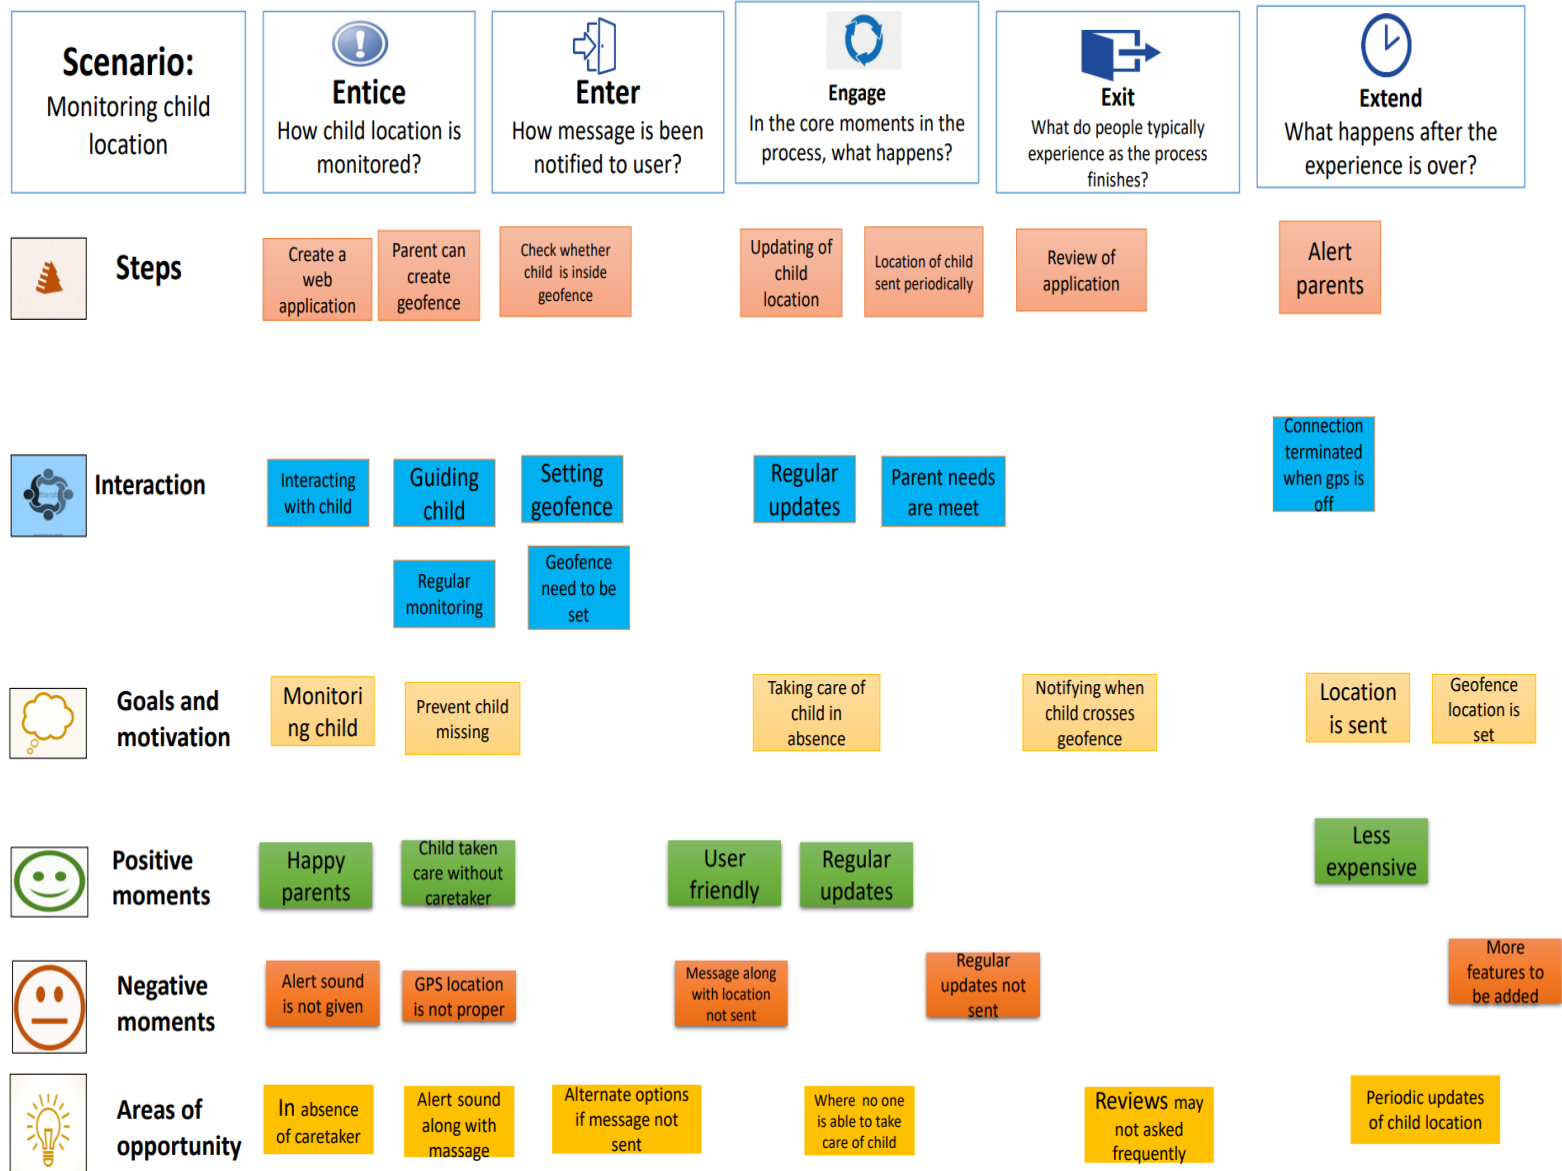 Scenario:
Monitoring child
location
Entice
How child location is
monitored?
Enter
How message is been
notified to user?
Engage
In the core moments in the
process, what happens?
Exit
What do people typically
experience as the process
finishes?
Extend
What happens after the
experience is over?
Steps
Create a
web
application
Parent can
create
geofence
Check whether
child is inside
geofence
Updating of
child
location
Location of child
sent periodically
Review of
application
Alert
parents
Interaction
Interacting
with child
Guiding
child
Setting
geofence
Regular
updates
Parent needs
are meet
Connection
terminated
when gps is
off
Regular
monitoring
Geofence
need to be
set
Goals and
motivation
Monitori
ng child
Prevent child
missing
Taking care of
child in
absence
Notifying when
child crosses
geofence
Location
is sent
Geofence
location is
set
Positive
moments
Happy
parents
Child taken
care without
caretaker
User
friendly
Regular
updates
Less
expensive
Negative
moments
Alert sound
is not given
GPS location
is not proper
Message along
with location
not sent
Regular
updates not
sent
More
features to
be added
Areas of
opportunity
In absence
of caretaker
Alert sound
along with
massage
Alternate options
if message not
sent
Where no one
is able to take
care of child
Reviews may
not asked
frequently
Periodic updates
of child location